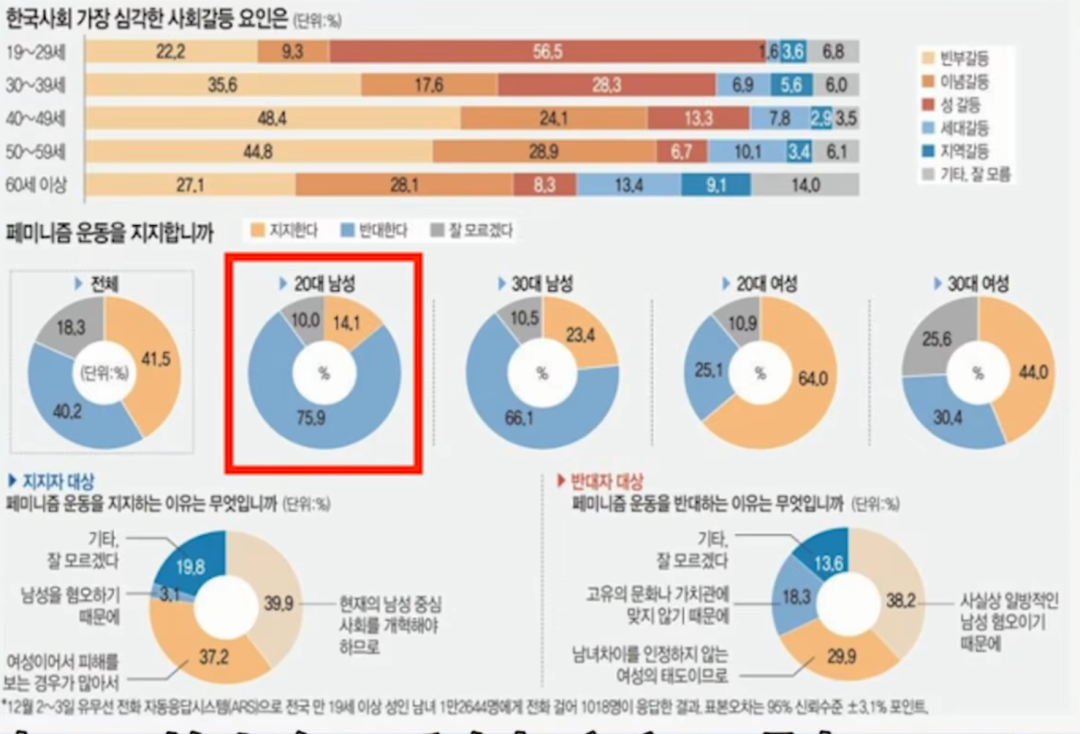 한국사회 가장 심각한 사회갈등 요인은 (단위:%)
19~29세 22.2 9.3 56.5 1.6 3.6 6.8
30~39세 35.6 17.6 28.3 6.9 5.6 6.0
40~49세 48.4 24.1 13.3 7.8 2.9 3.5
50~59세 44.8 28.9 6.7 10.1 3.4 6.1
60세 이상 27.1 28.1 8.3 13.4 9.1 14.0
빈부갈등
이념갈등
성 갈등
세대갈등
지역갈등
기타, 잘 모름
페미니즘 운동을 지지합니까 지지한다 반대한다 잘 모르겠다
전체
18.3
41.5
(단위:%)
40.2
20대 남성
10.0
14.1
%
75.9
30대 남성
10.5
23.4
%
66.1
20대 여성
10.9
25.1
%
64.0
30대 여성
25.6
44.0
%
30.4
지지자 대상
페미니즘 운동을 지지하는 이유는 무엇입니까 (단위:%)
기타,
잘 모르겠다
19.8
남성을 혐오하기
때문에
3.1
39.9
현재의 남성 중심
사회를 개혁해야
하므로
37.2
여성이어서 피해를
보는 경우가 많아서
반대자 대상
페미니즘 운동을 반대하는 이유는 무엇입니까 (단위:%)
기타,
잘 모르겠다
13.6
고유의 문화나 가치관에
맞지 않기 때문에
18.3
38.2
사실상 일방적인
남성 혐오이기
때문에
남녀차이를 인정하지 않는
여성의 태도이므로
29.9
*12월 2~3일 유무선 전화 자동응답시스템(ARS)으로 전국 만 19세 이상 성인 남녀 1만2644명에게 전화 걸어 1018명이 응답한 결과. 표본오차는 95% 신뢰수준 ±3.1% 포인트.